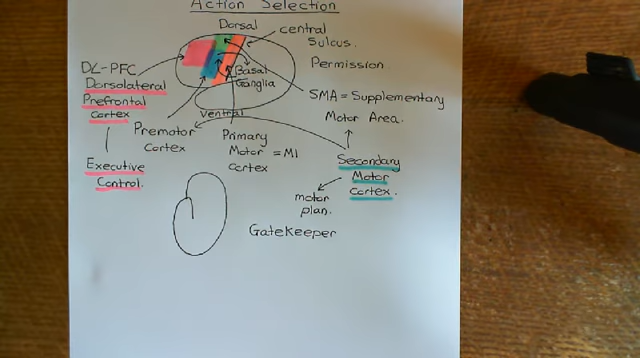 Action Selection
Dorsal
central
Sulcus.
Permission
Basal
Ganglia
DL-PFC
Dorsolateral
Prefrontal
cortex
SMA = Supplementary
Motor Area.
Ventral
Premotor
Cortex
Primary
Motor = M1
cortex
Secondary
Motor
cortex.
Executive
Control.
motor
plan.
Gatekeeper